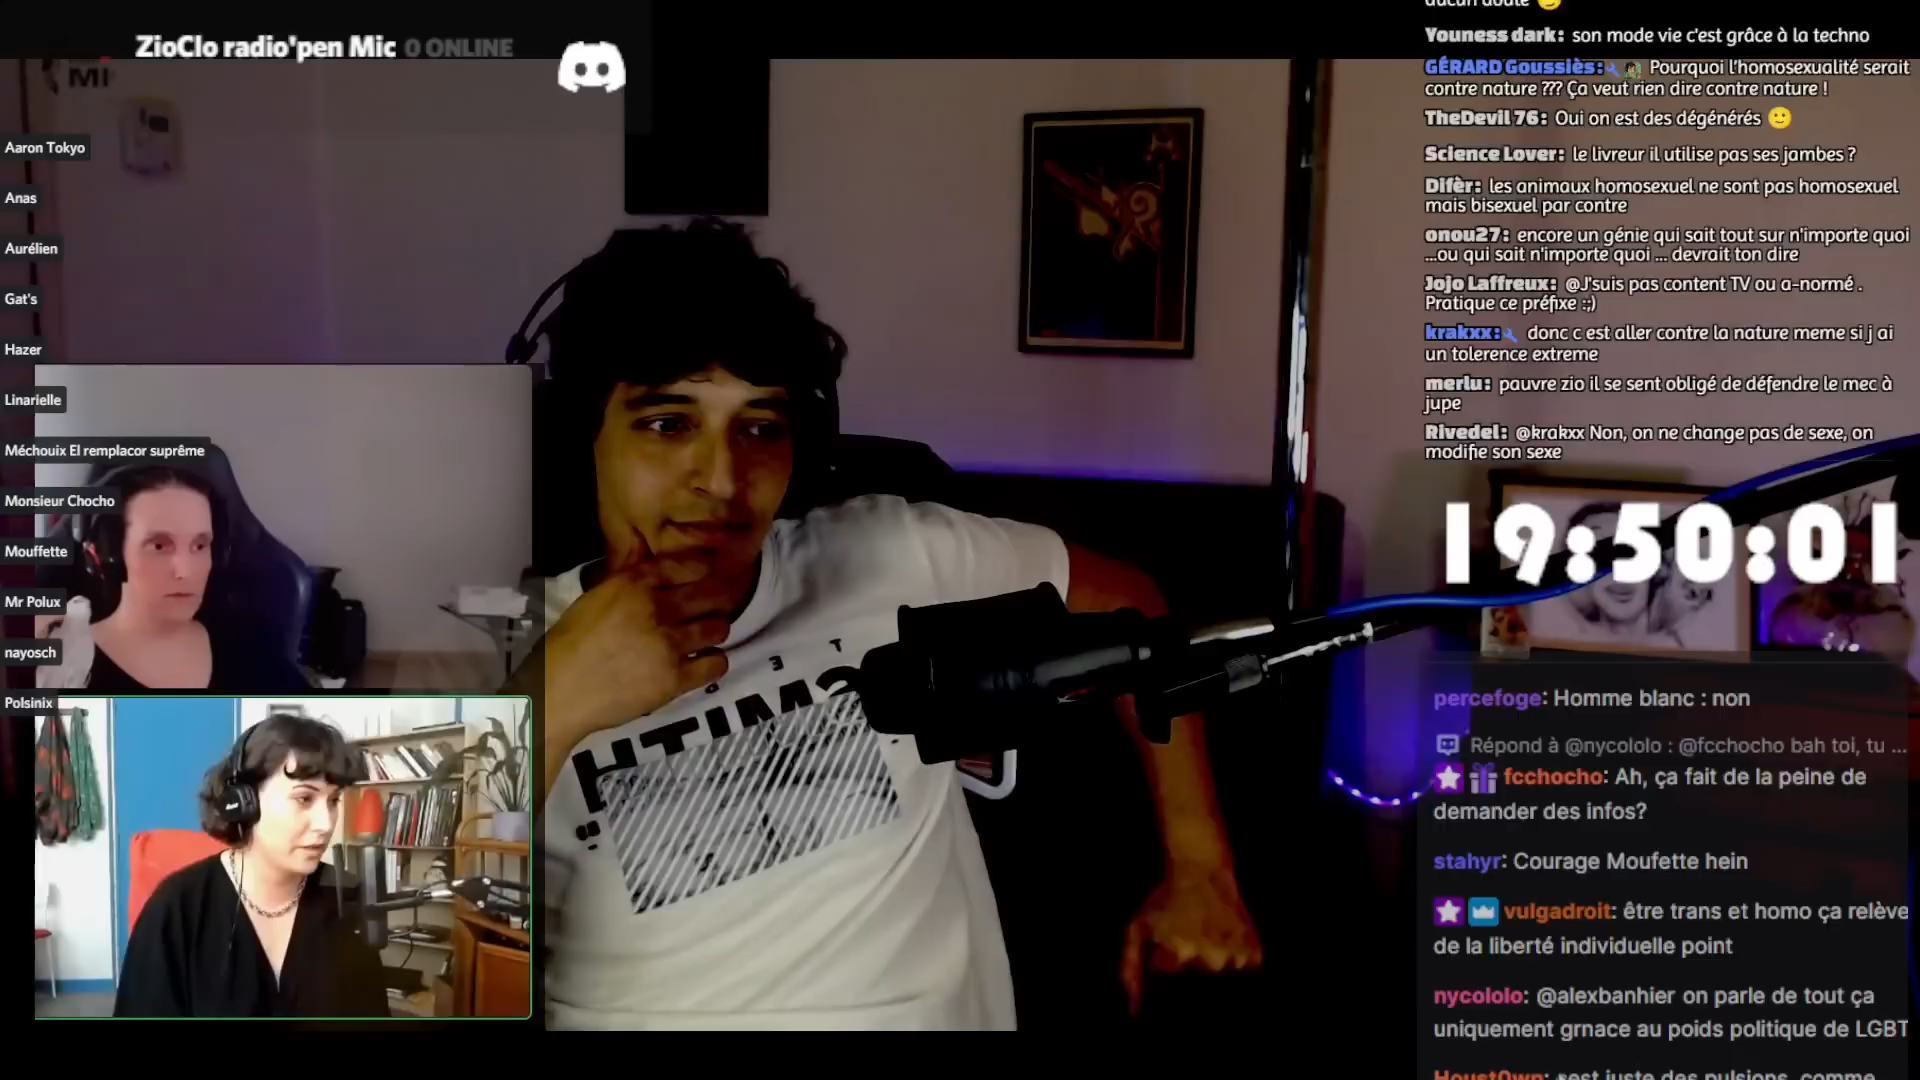 ZioClo radio'pen Mic 0 ONLINE
MI
Aaron Tokyo
Anas
Aurélien
Gat's
Hazer
Linarielle
Méchouix El remplacor suprême
Monsieur Chocho
Mouffette
Mr Polux
nayosch
Polsinix
aucun doute
Youness dark: son mode vie c'est grâce à la techno
GÉRARD Goussiès: Pourquoi l'homosexualité serait
contre nature ??? Ça veut rien dire contre nature !
TheDevil 76: Oui on est des dégénérés 🙂
Science Lover: le livreur il utilise pas ses jambes ?
Difèr: les animaux homosexuel ne sont pas homosexuel
mais bisexuel par contre
onou27: encore un génie qui sait tout sur n'importe quoi
...ou qui sait n'importe quoi ... devrait ton dire
Jojo Laffreux: @J'suis pas content TV ou a-normé .
Pratique ce préfixe :;)
krakxx: donc c est aller contre la nature meme si j ai
un tolerence extreme
merlu: pauvre zio il se sent obligé de défendre le mec à
jupe
Rivedel: @krakxx Non, on ne change pas de sexe, on
modifie son sexe
19:50:01
percefoge: Homme blanc : non
Répond à @nycololo : @fcchocho bah toi, tu ...
fcchocho: Ah, ça fait de la peine de
demander des infos?
stahyr: Courage Moufette hein
vulgadroit: être trans et homo ça relève
de la liberté individuelle point
nycololo: @alexbanhier on parle de tout ça
uniquement grnace au poids politique de LGBT
Houst0wn: sest juste des pulsions, comme